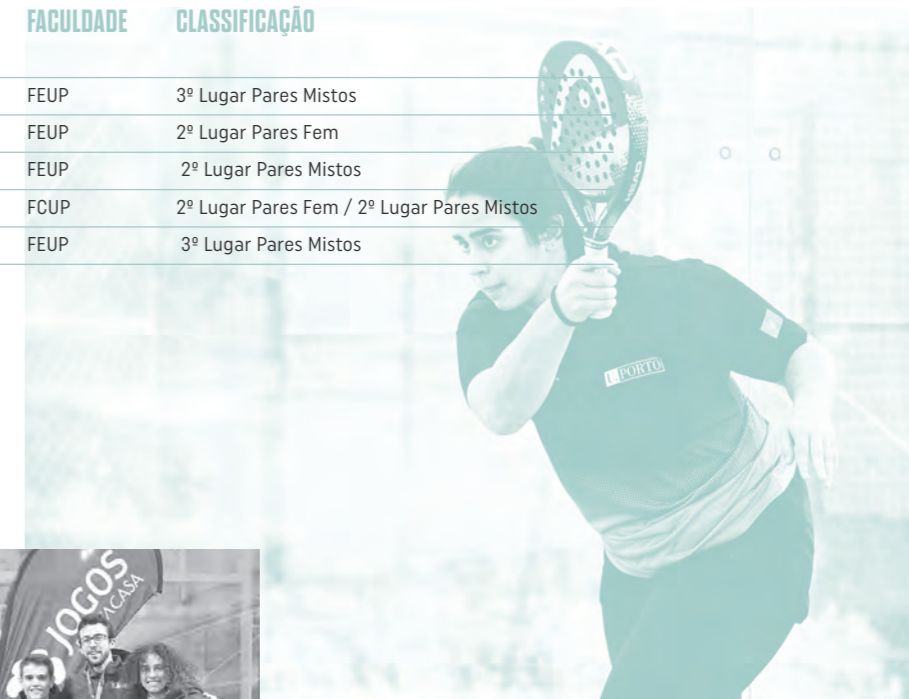 FACULDADE CLASSIFICAÇÃO
FEUP 3º Lugar Pares Mistos
FEUP 2º Lugar Pares Fem
FEUP 2º Lugar Pares Mistos
FCUP 2º Lugar Pares Fem / 2º Lugar Pares Mistos
FEUP 3º Lugar Pares Mistos
HEAD
U.PORTO
JOGOS